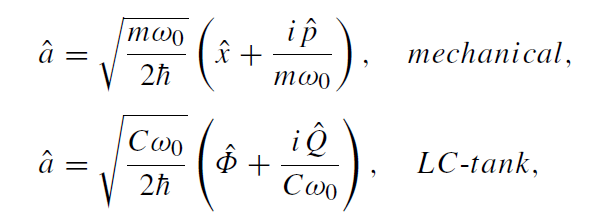 â = √(mω₀/2ħ) (x̂ + i p̂/mω₀), mechanical,
â = √(Cω₀/2ħ) (Φ̂ + i Q̂/Cω₀), LC-tank,